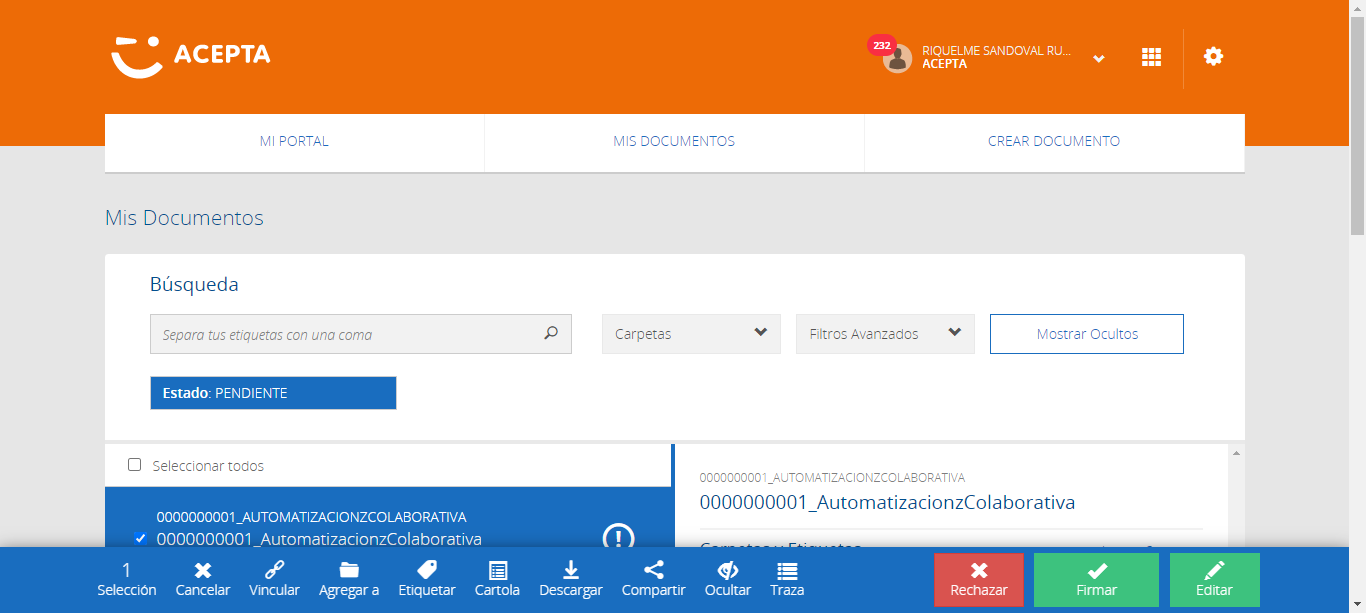 ACEPTA
232
RIQUELME SANDOVAL RU...
ACEPTA
MI PORTAL
MIS DOCUMENTOS
CREAR DOCUMENTO
Mis Documentos
Búsqueda
Separa tus etiquetas con una coma
Carpetas
Filtros Avanzados
Mostrar Ocultos
Estado: PENDIENTE
Seleccionar todos
0000000001_AUTOMATIZACIONZCOLABORATIVA
0000000001_AutomatizacionzColaborativa
0000000001_AUTOMATIZACIONZCOLABORATIVA
0000000001_AutomatizacionzColaborativa
Carpetas y Etiquetas
1
Selección
Cancelar
Vincular
Agregar a
Etiquetar
Cartola
Descargar
Compartir
Ocultar
Traza
Rechazar
Firmar
Editar